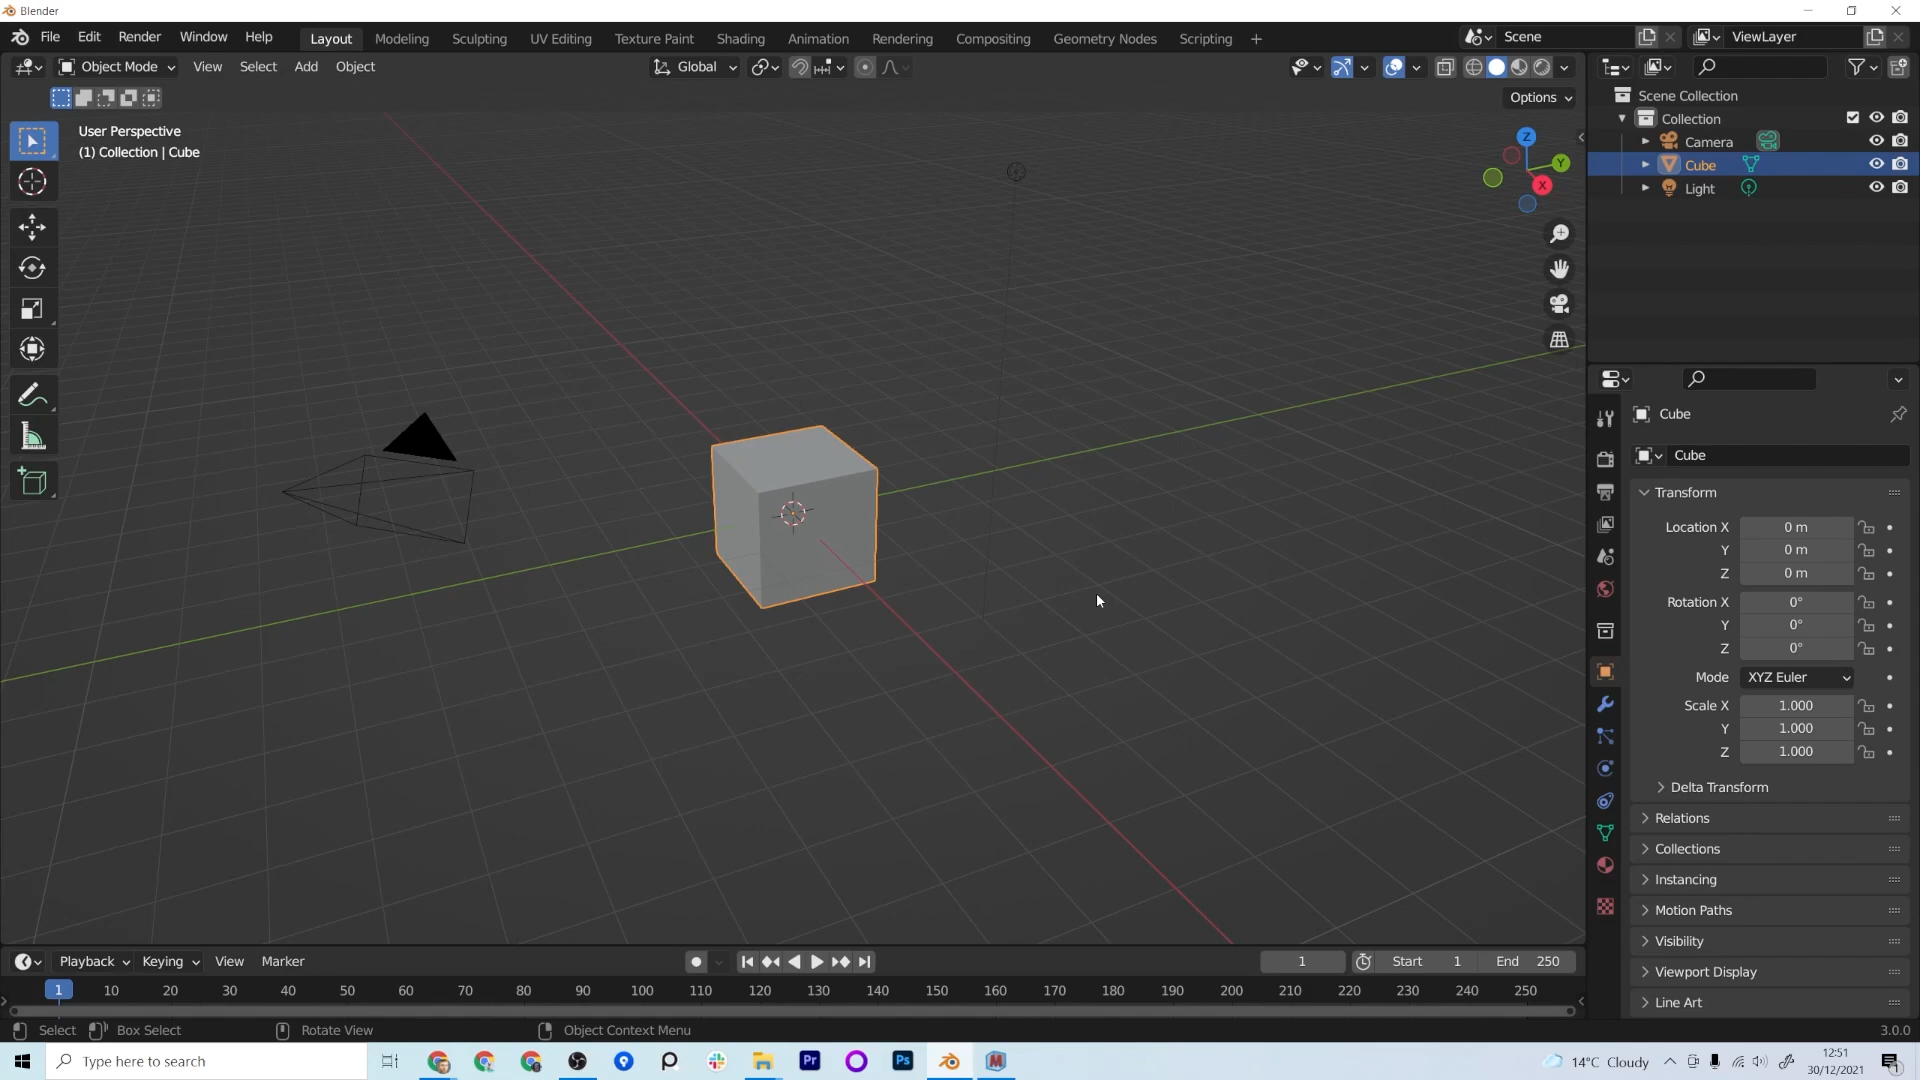 Blender
File Edit Render Window Help Layout Modeling Sculpting UV Editing Texture Paint Shading Animation Rendering Compositing Geometry Nodes Scripting + Scene ViewLayer
Object Mode View Select Add Object Global
Options
User Perspective
(1) Collection | Cube
Z
Y
X
Scene Collection
Collection
Camera
Cube
Light
Cube
Cube
Transform
Location X 0 m
Y 0 m
Z 0 m
Rotation X 0°
Y 0°
Z 0°
Mode XYZ Euler
Scale X 1.000
Y 1.000
Z 1.000
Delta Transform
Relations
Collections
Instancing
Motion Paths
Visibility
Viewport Display
Line Art
Playback Keying View Marker 1 Start 1 End 250
1 10 20 30 40 50 60 70 80 90 100 110 120 130 140 150 160 170 180 190 200 210 220 230 240 250
Select Box Select Rotate View Object Context Menu 3.0.0
Type here to search Pr Ps 14°C Cloudy 12:51
30/12/2021
1